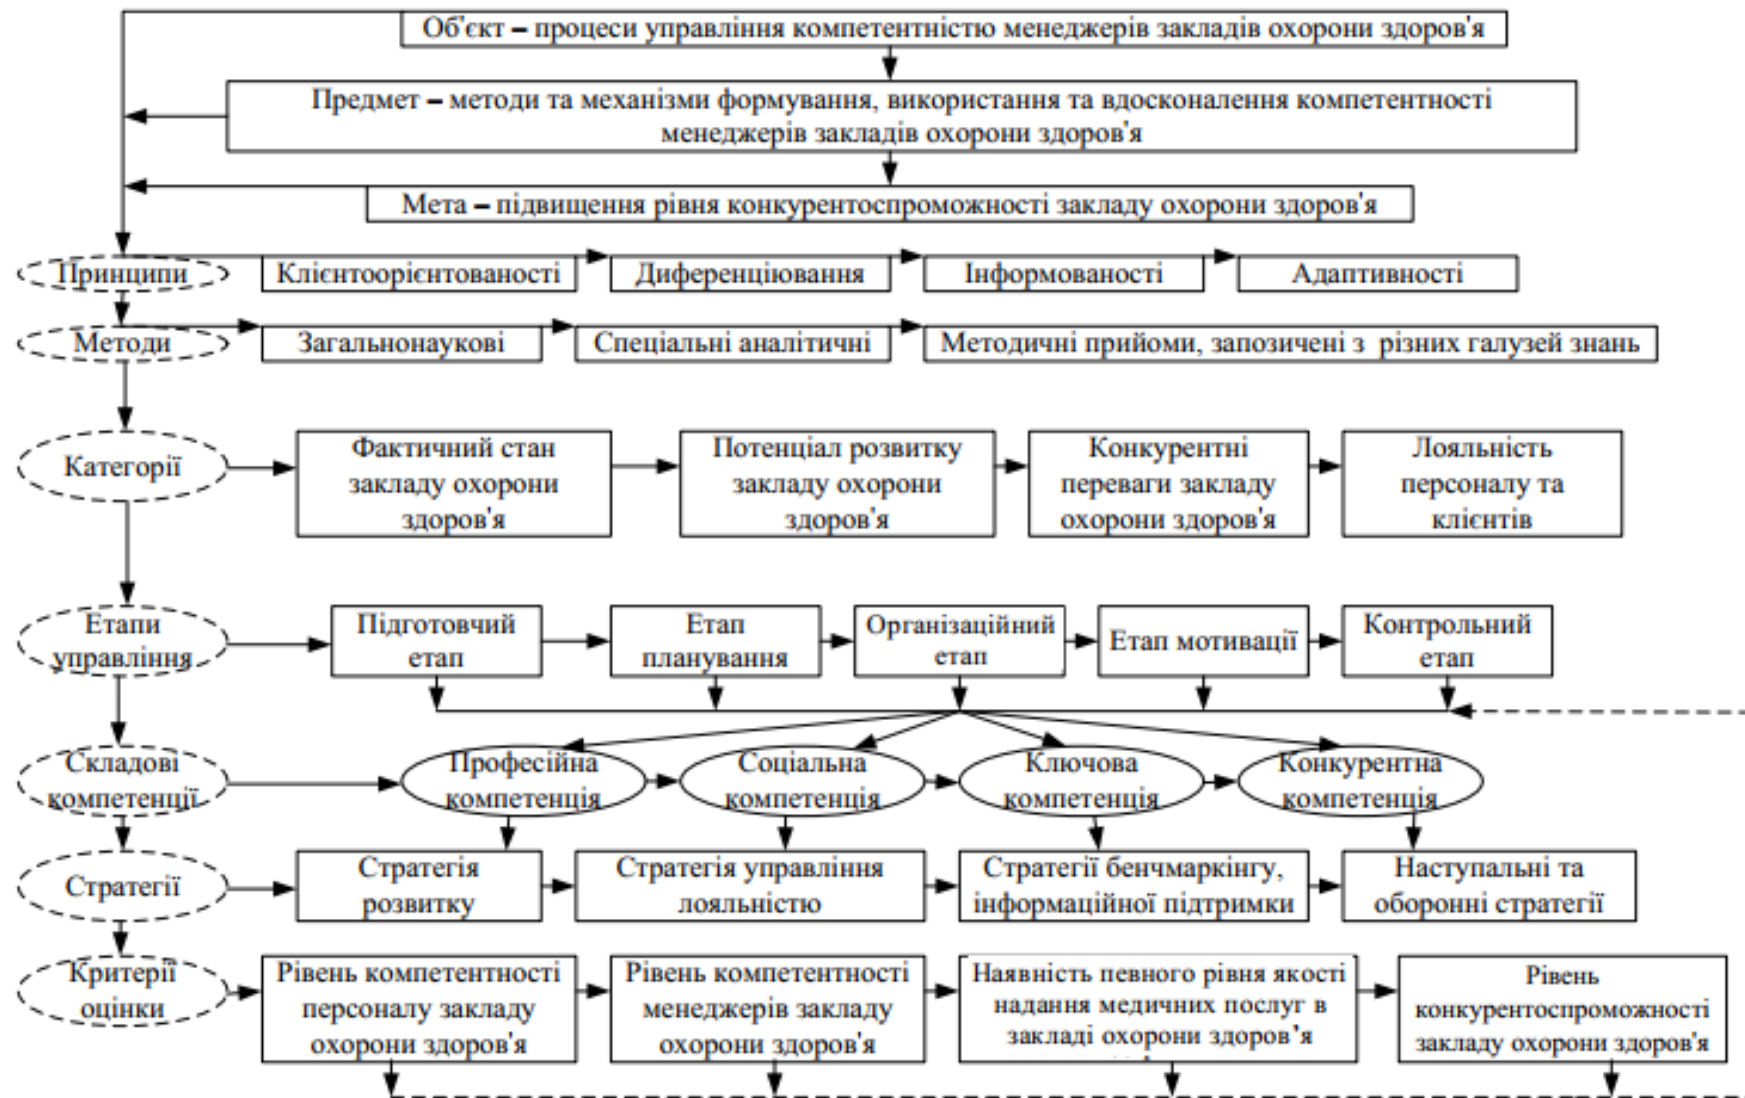 Об'єкт – процеси управління компетентністю менеджерів закладів охорони здоров'я
Предмет – методи та механізми формування, використання та вдосконалення компетентності
менеджерів закладів охорони здоров'я
Мета – підвищення рівня конкурентоспроможності закладу охорони здоров'я
Принципи
Клієнтоорієнтованості
Диференціювання
Інформованості
Адаптивності
Методи
Загальнонаукові
Спеціальні аналітичні
Методичні прийоми, запозичені з різних галузей знань
Категорії
Фактичний стан
закладу охорони
здоров'я
Потенціал розвитку
закладу охорони
здоров'я
Конкурентні
переваги закладу
охорони здоров'я
Лояльність
персоналу та
клієнтів
Етапи
управління
Підготовчий
етап
Етап
планування
Організаційний
етап
Етап мотивації
Контрольний
етап
Складові
компетенції
Професійна
компетенція
Соціальна
компетенція
Ключова
компетенція
Конкурентна
компетенція
Стратегії
Стратегія
розвитку
Стратегія управління
лояльністю
Стратегії бенчмаркінгу,
інформаційної підтримки
Наступальні та
оборонні стратегії
Критерії
оцінки
Рівень компетентності
персоналу закладу
охорони здоров'я
Рівень компетентності
менеджерів закладу
охорони здоров'я
Наявність певного рівня якості
надання медичних послуг в
закладі охорони здоров'я
Рівень
конкурентоспроможності
закладу охорони здоров'я